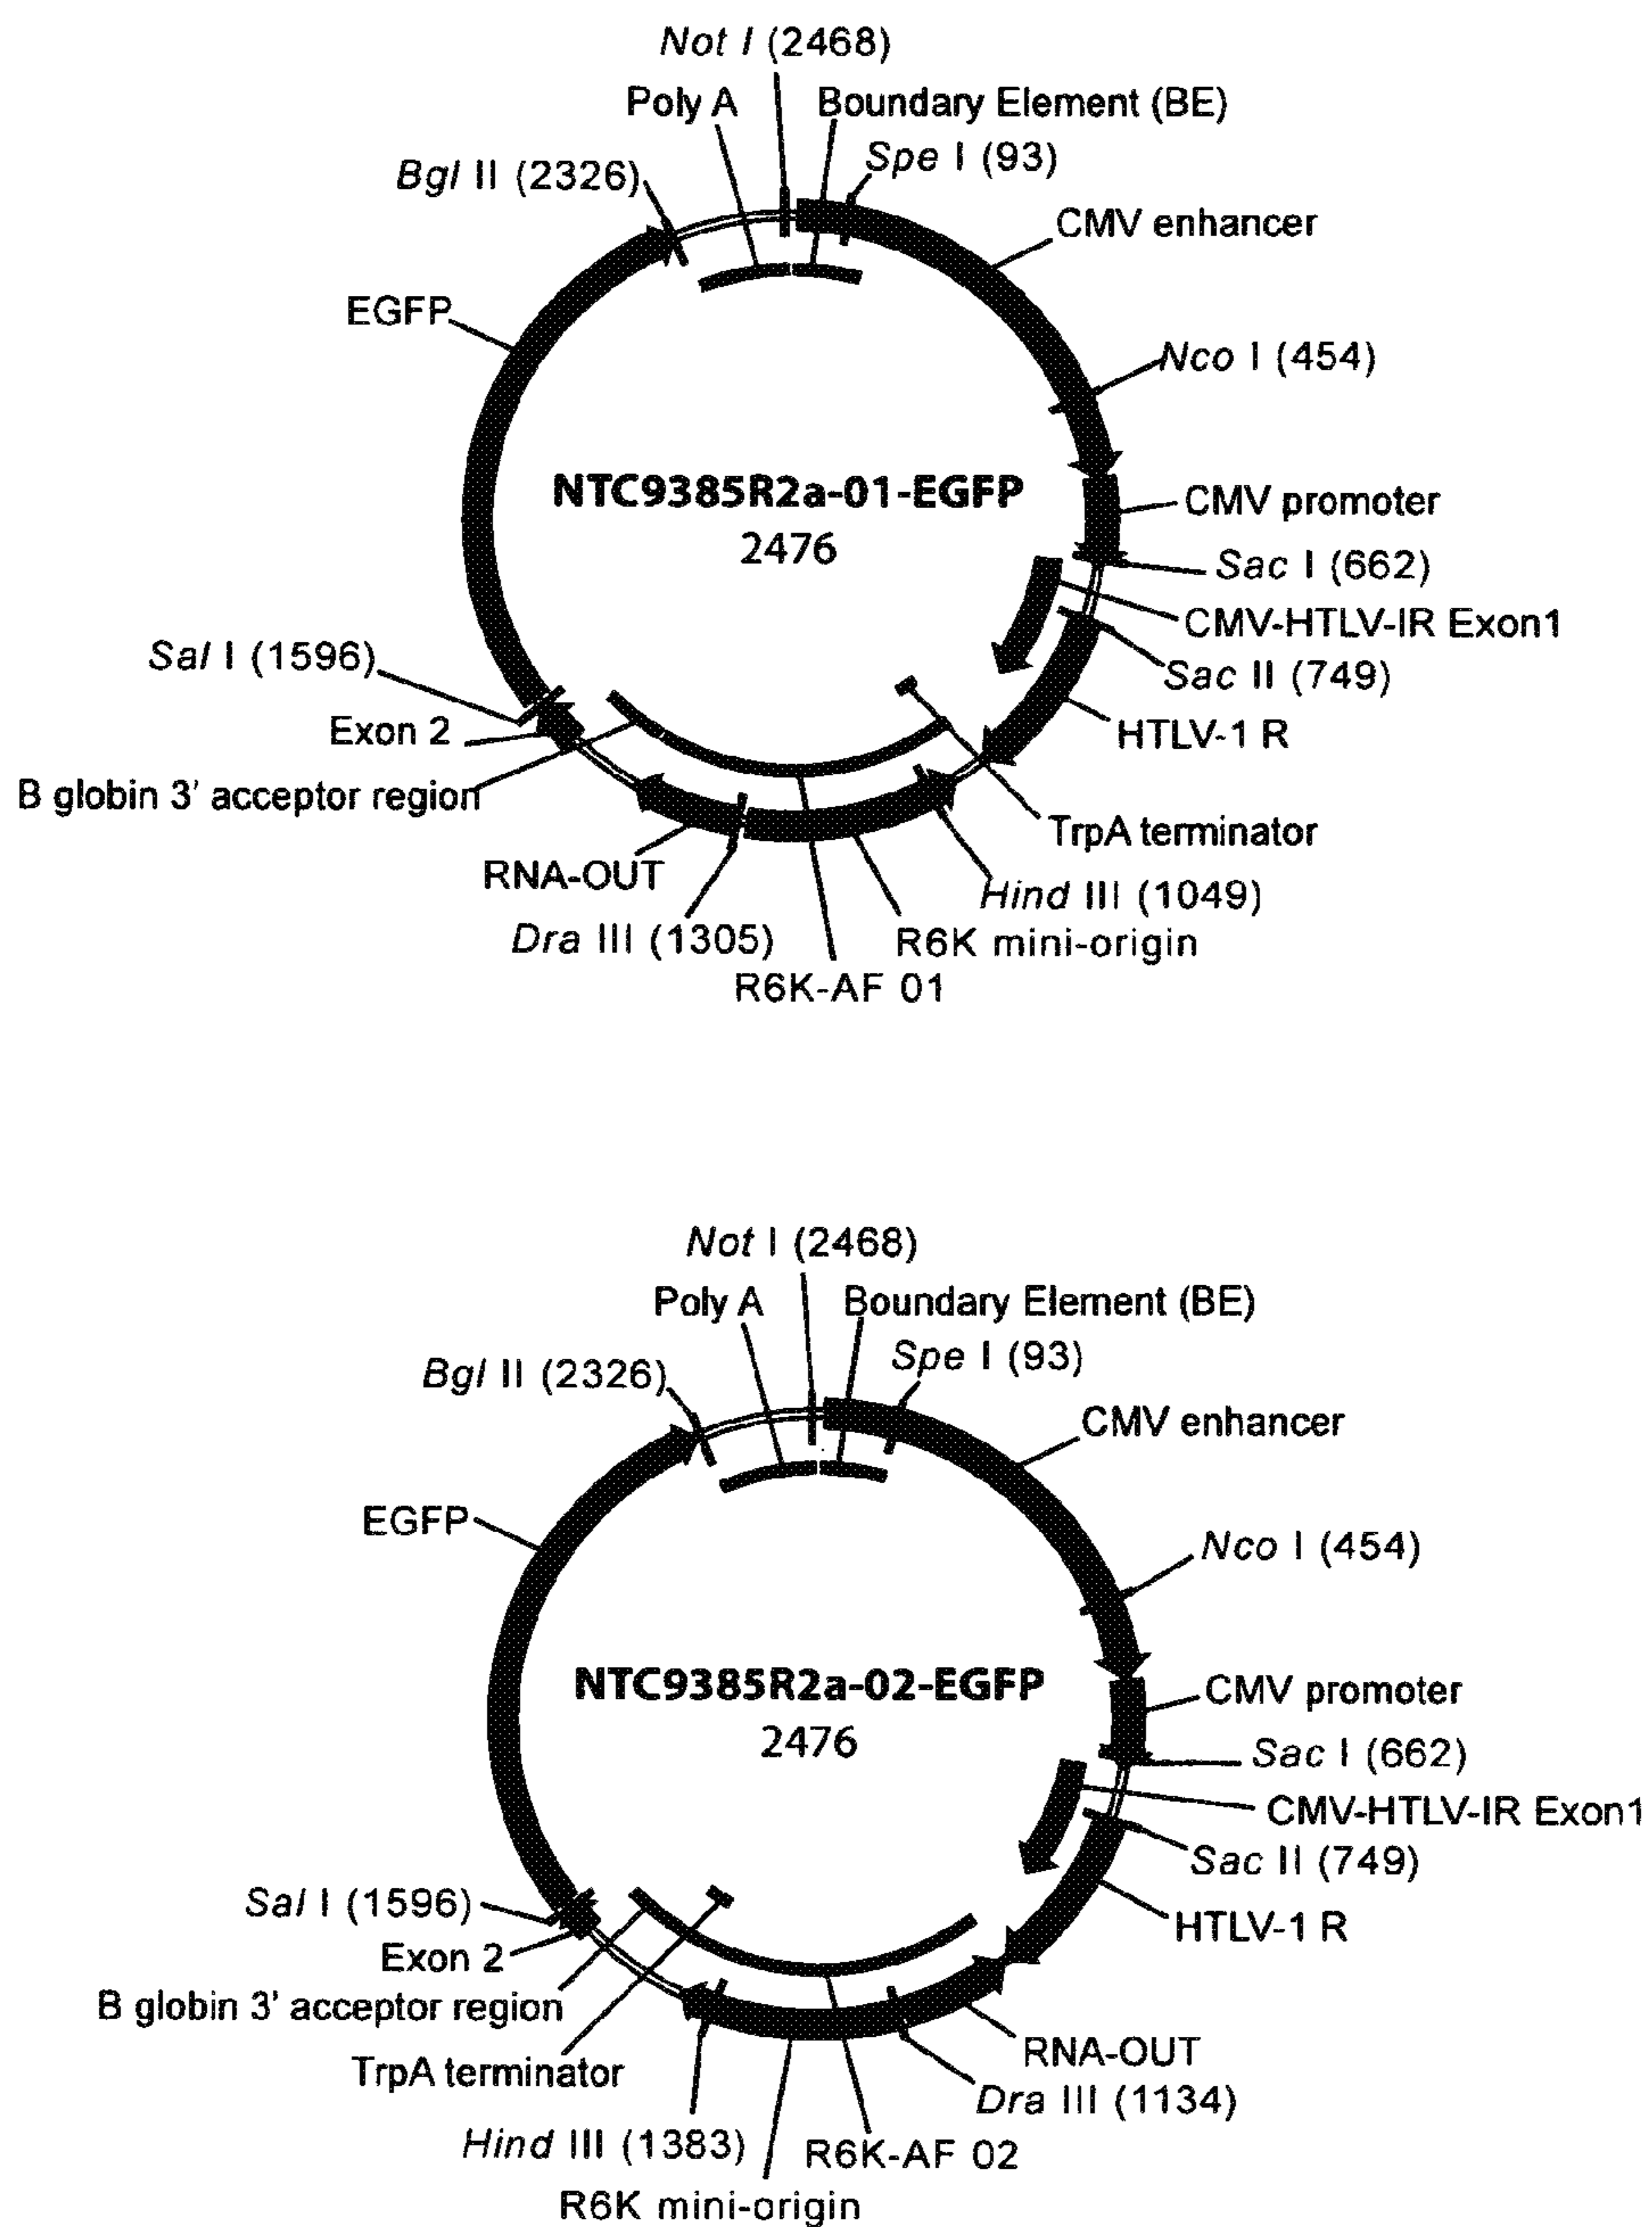 Not I (2468)
Poly A
Boundary Element (BE)
Spe I (93)
Bgl II (2326)
CMV enhancer
EGFP
Nco I (454)
NTC9385R2a-01-EGFP
2476
CMV promoter
Sac I (662)
CMV-HTLV-IR Exon1
Sal I (1596)
Sac II (749)
Exon 2
HTLV-1 R
B globin 3' acceptor region
TrpA terminator
RNA-OUT
Hind III (1049)
Dra III (1305)
R6K mini-origin
R6K-AF 01
Not I (2468)
Poly A
Boundary Element (BE)
Spe I (93)
Bgl II (2326)
CMV enhancer
EGFP
Nco I (454)
NTC9385R2a-02-EGFP
2476
CMV promoter
Sac I (662)
CMV-HTLV-IR Exon1
Sac II (749)
Sal I (1596)
HTLV-1 R
Exon 2
B globin 3' acceptor region
RNA-OUT
TrpA terminator
Dra III (1134)
Hind III (1383)
R6K-AF 02
R6K mini-origin